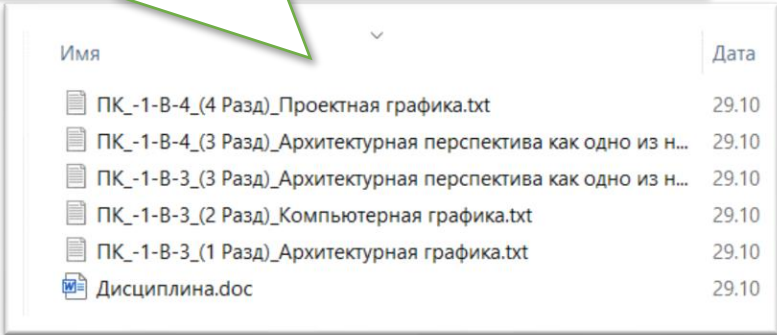 Имя Дата
ПК_-1-В-4_(4 Разд)_Проектная графика.txt 29.10
ПК_-1-В-4_(3 Разд)_Архитектурная перспектива как одно из н... 29.10
ПК_-1-В-3_(3 Разд)_Архитектурная перспектива как одно из н... 29.10
ПК_-1-В-3_(2 Разд)_Компьютерная графика.txt 29.10
ПК_-1-В-3_(1 Разд)_Архитектурная графика.txt 29.10
Дисциплина.doc 29.10